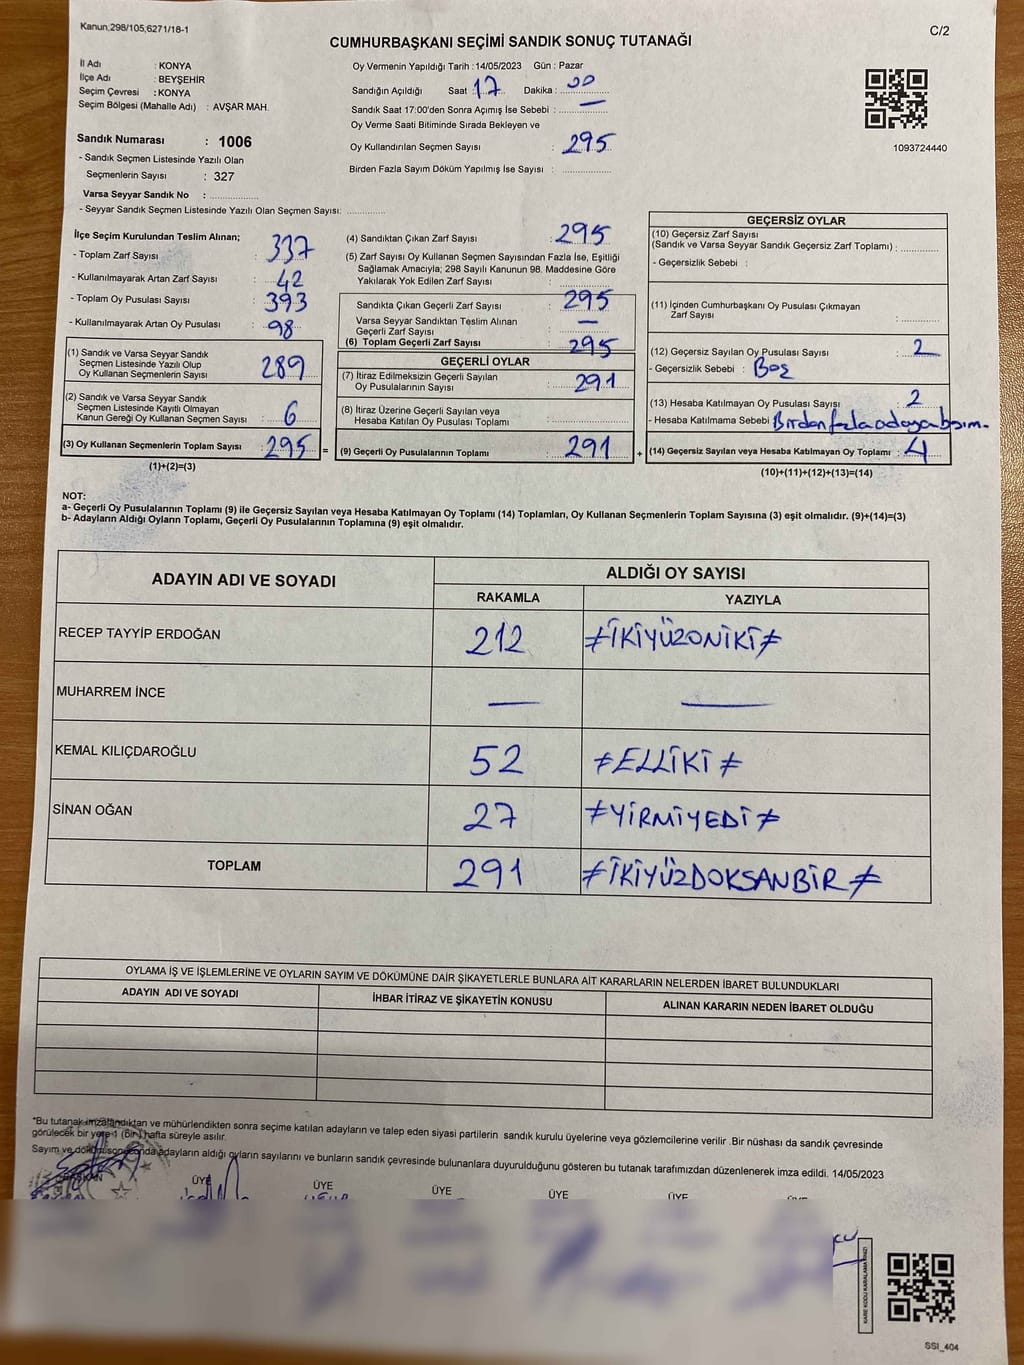 Kanun,298/105,6271/18-1
C/2
CUMHURBAŞKANI SEÇİMİ SANDIK SONUÇ TUTANAĞI
İl Adı : KONYA
İlçe Adı : BEYŞEHİR
Seçim Çevresi : KONYA
Seçim Bölgesi (Mahalle Adı) : AVŞAR MAH.
Sandık Numarası : 1006
- Sandık Seçmen Listesinde Yazılı Olan
Seçmenlerin Sayısı : 327
Varsa Seyyar Sandık No :
- Seyyar Sandık Seçmen Listesinde Yazılı Olan Seçmen Sayısı:
Oy Vermenin Yapıldığı Tarih : 14/05/2023 Gün : Pazar
Sandığın Açıldığı Saat : 17 Dakika : 00
Sandık Saat 17:00'den Sonra Açılmış İse Sebebi : —
Oy Verme Saati Bitiminde Sırada Bekleyen ve
Oy Kullandırılan Seçmen Sayısı : 295
Birden Fazla Sayım Döküm Yapılmış İse Sayısı :
1093724440
İlçe Seçim Kurulundan Teslim Alınan;
- Toplam Zarf Sayısı : 337
- Kullanılmayarak Artan Zarf Sayısı : 42
- Toplam Oy Pusulası Sayısı : 393
- Kullanılmayarak Artan Oy Pusulası : 98
(1) Sandık ve Varsa Seyyar Sandık
Seçmen Listesinde Yazılı Olup
Oy Kullanan Seçmenlerin Sayısı : 289
(2) Sandık ve Varsa Seyyar Sandık
Seçmen Listesinde Kayıtlı Olmayan
Kanun Gereği Oy Kullanan Seçmen Sayısı : 6
(3) Oy Kullanan Seçmenlerin Toplam Sayısı : 295 =
(1)+(2)=(3)
(4) Sandıktan Çıkan Zarf Sayısı : 295
(5) Zarf Sayısı Oy Kullanan Seçmen Sayısından Fazla İse, Eşitliği
Sağlamak Amacıyla; 298 Sayılı Kanunun 98. Maddesine Göre
Yakılarak Yok Edilen Zarf Sayısı :
Sandıkta Çıkan Geçerli Zarf Sayısı : 295
Varsa Seyyar Sandıktan Teslim Alınan
Geçerli Zarf Sayısı : —
(6) Toplam Geçerli Zarf Sayısı : 295
GEÇERLİ OYLAR
(7) İtiraz Edilmeksizin Geçerli Sayılan
Oy Pusulalarının Sayısı : 291
(8) İtiraz Üzerine Geçerli Sayılan veya
Hesaba Katılan Oy Pusulaları Toplamı :
(9) Geçerli Oy Pusulalarının Toplamı : 291 +
GEÇERSİZ OYLAR
(10) Geçersiz Zarf Sayısı
(Sandık ve Varsa Seyyar Sandık Geçersiz Zarf Toplamı) :
- Geçersizlik Sebebi :
(11) İçinden Cumhurbaşkanı Oy Pusulası Çıkmayan
Zarf Sayısı :
(12) Geçersiz Sayılan Oy Pusulası Sayısı : 2
- Geçersizlik Sebebi : Boş
(13) Hesaba Katılmayan Oy Pusulası Sayısı : 2
- Hesaba Katılmama Sebebi : Birden fazla adaya basım.
(14) Geçersiz Sayılan veya Hesaba Katılmayan Oy Toplamı : 4
(10)+(11)+(12)+(13)=(14)
NOT:
a- Geçerli Oy Pusulalarının Toplamı (9) ile Geçersiz Sayılan veya Hesaba Katılmayan Oy Toplamı (14) Toplamları, Oy Kullanan Seçmenlerin Toplam Sayısına (3) eşit olmalıdır. (9)+(14)=(3)
b- Adayların Aldığı Oyların Toplamı, Geçerli Oy Pusulalarının Toplamına (9) eşit olmalıdır.
ADAYIN ADI VE SOYADI ALDIĞI OY SAYISI
RAKAMLA YAZIYLA
RECEP TAYYİP ERDOĞAN 212 ≠İKİYÜZONİKİ≠
MUHARREM İNCE — —
KEMAL KILIÇDAROĞLU 52 ≠ELLİKİ≠
SİNAN OĞAN 27 ≠YİRMİYEDİ≠
TOPLAM 291 ≠İKİYÜZDOKSANBİR≠
OYLAMA İŞ VE İŞLEMLERİNE VE OYLARIN SAYIM VE DÖKÜMÜNE DAİR ŞİKAYETLERLE BUNLARA AİT KARARLARIN NELERDEN İBARET BULUNDUKLARI
ADAYIN ADI VE SOYADI İHBAR İTİRAZ VE ŞİKAYETİN KONUSU ALINAN KARARIN NEDEN İBARET OLDUĞU
*Bu tutanak imzalandıktan ve mühürlendikten sonra seçime katılan adayların ve talep eden siyasi partilerin sandık kurulu üyelerine veya gözlemcilerine verilir. Bir nüshası da sandık çevresinde
görülecek bir yere 1 (Bir) hafta süreyle asılır.
Sayım ve döküm sonucunda adayların aldığı oyların sayılarını ve bunların sandık çevresinde bulunanlara duyurulduğunu gösteren bu tutanak tarafımızdan düzenlenerek imza edildi. 14/05/2023
ÜYE ÜYE ÜYE ÜYE ÜYE
SSI_404